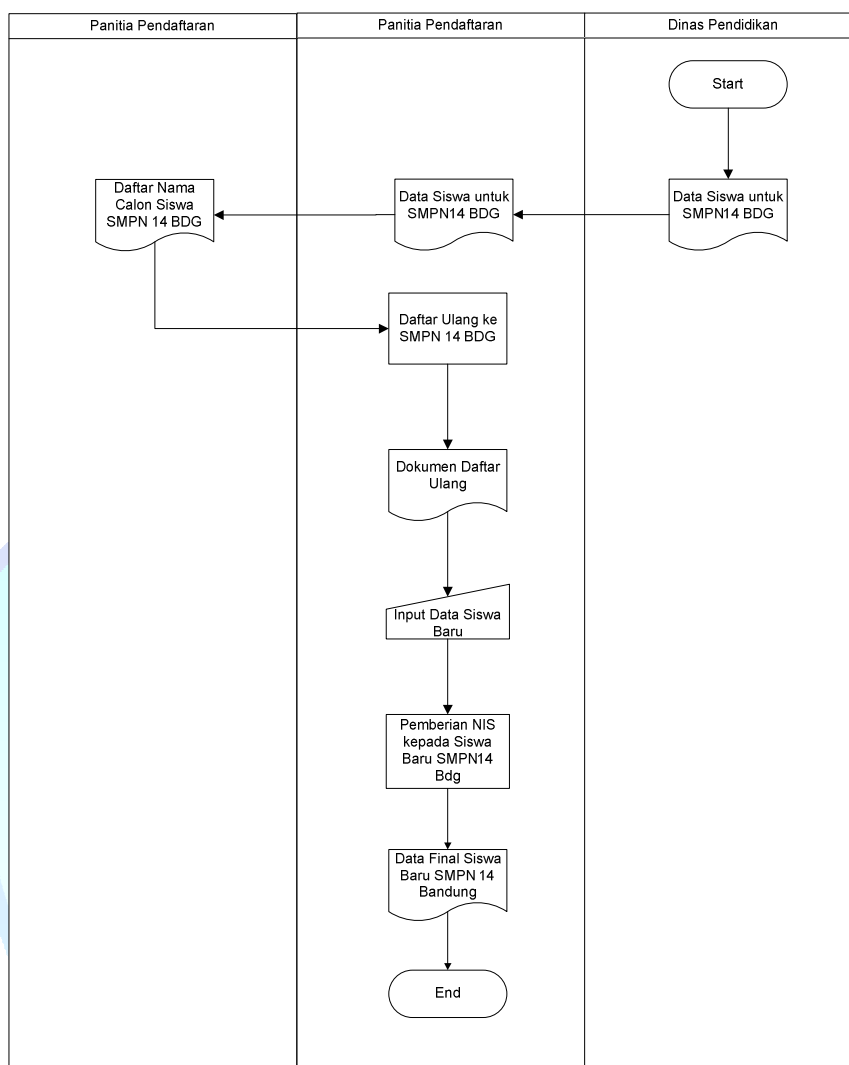 Panitia Pendaftaran
Panitia Pendaftaran
Dinas Pendidikan
Start
Daftar Nama
Calon Siswa
SMPN 14 BDG
Data Siswa untuk
SMPN14 BDG
Data Siswa untuk
SMPN14 BDG
Daftar Ulang ke
SMPN 14 BDG
Dokumen Daftar
Ulang
Input Data Siswa
Baru
Pemberian NIS
kepada Siswa
Baru SMPN14
Bdg
Data Final Siswa
Baru SMPN 14
Bandung
End